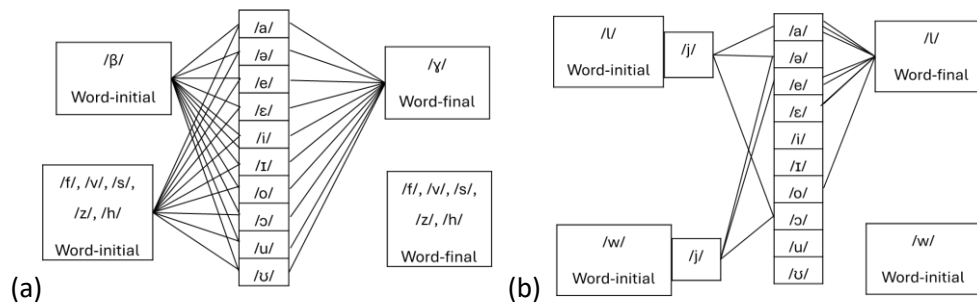 /β/
Word-initial
/f/, /v/, /s/,
/z/, /h/
Word-initial
/a/
/ə/
/e/
/ɛ/
/i/
/ɪ/
/o/
/ɔ/
/u/
/ʊ/
/ɣ/
Word-final
/f/, /v/, /s/,
/z/, /h/
Word-final
(a)
/l/
Word-initial
/j/
/w/
Word-initial
/j/
/a/
/ə/
/e/
/ɛ/
/i/
/ɪ/
/o/
/ɔ/
/u/
/ʊ/
/l/
Word-final
/w/
Word-initial
(b)